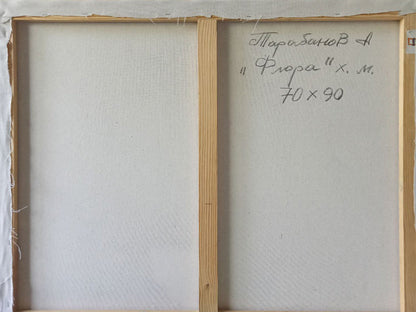 Тарабанов А
„Флора" х. м.
70 х 90